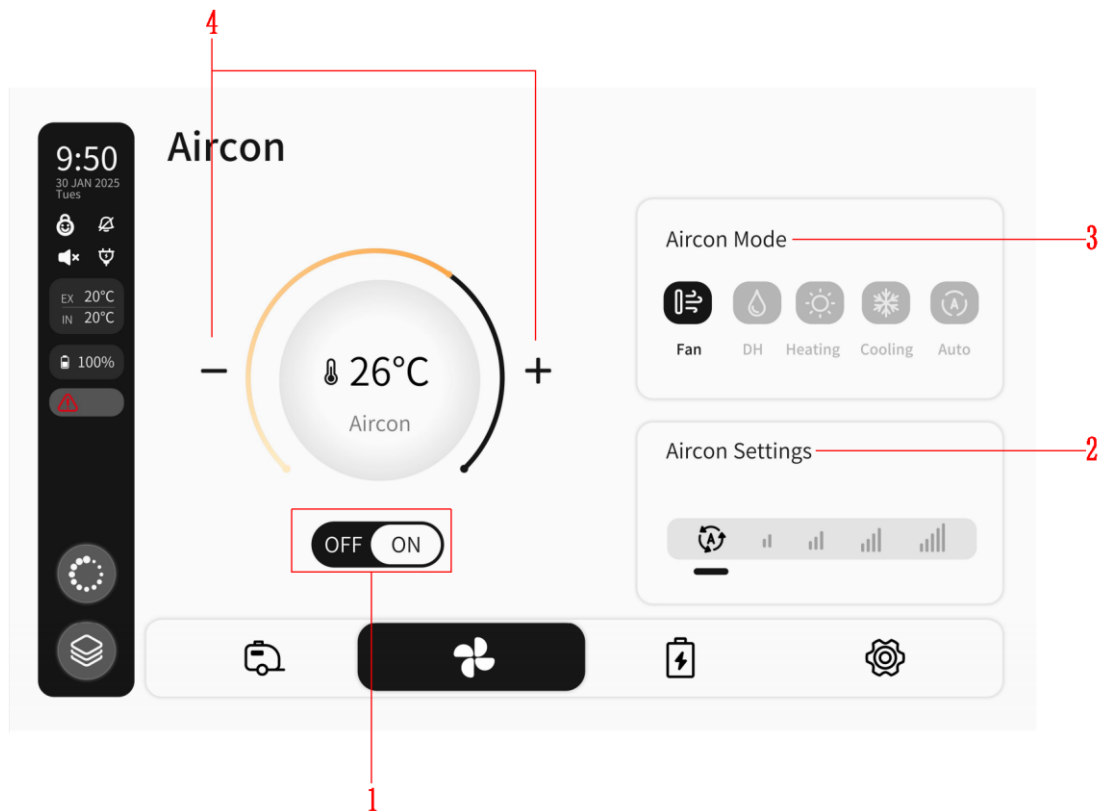 4
9:50
30 JAN 2025
Tues
EX 20°C
IN 20°C
100%
Aircon
26°C
Aircon
OFF ON
Aircon Mode
3
Fan DH Heating Cooling Auto
A
Aircon Settings
2
A
1